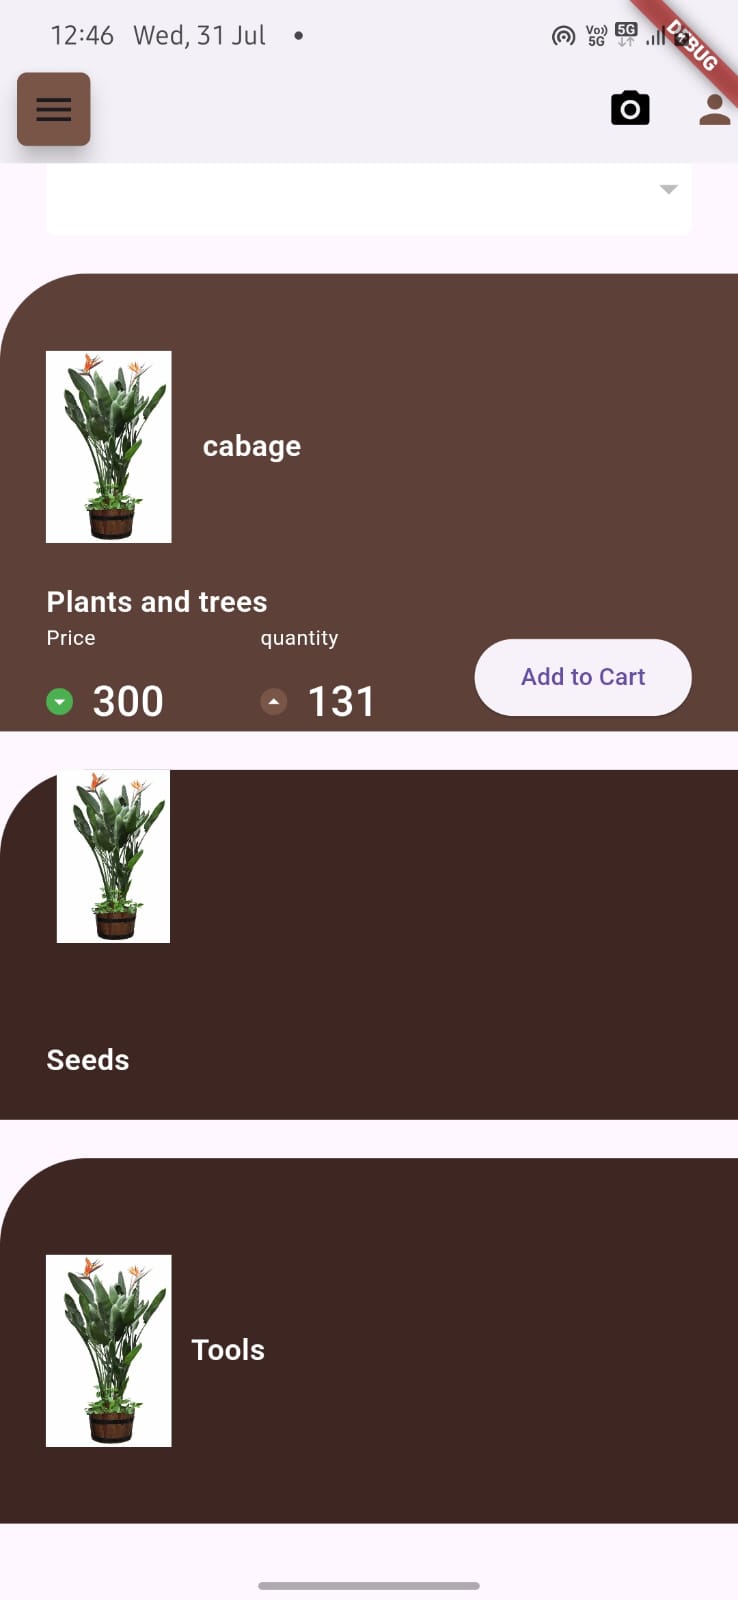 12:46 Wed, 31 Jul •
Vo) 5G 5G
DEBUG
cabage
Plants and trees
Price quantity
300 131 Add to Cart
Seeds
Tools